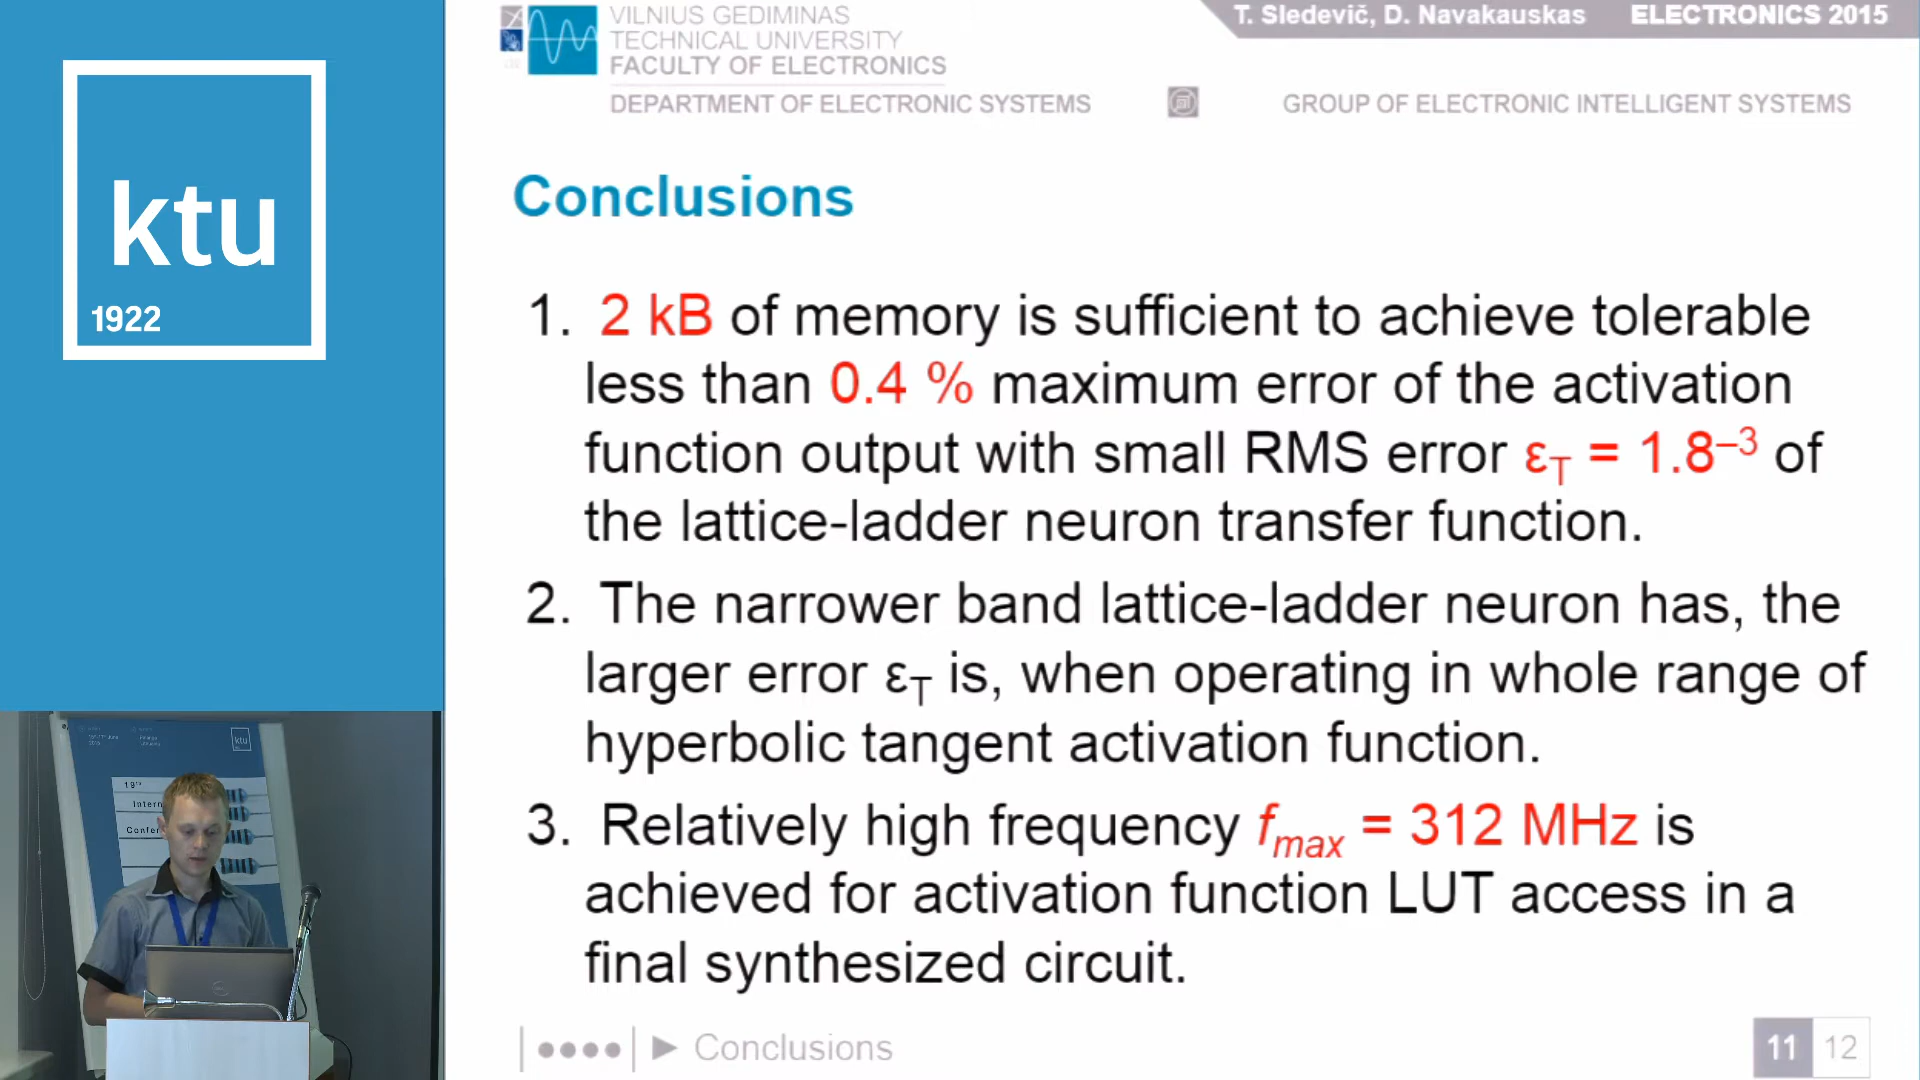 ktu
1922
VILNIUS GEDIMINAS
TECHNICAL UNIVERSITY
FACULTY OF ELECTRONICS
DEPARTMENT OF ELECTRONIC SYSTEMS
T. Sledevič, D. Navakauskas ELECTRONICS 2015
GROUP OF ELECTRONIC INTELLIGENT SYSTEMS
Conclusions
1. 2 kB of memory is sufficient to achieve tolerable
less than 0.4 % maximum error of the activation
function output with small RMS error εT = 1.8–3 of
the lattice-ladder neuron transfer function.
2. The narrower band lattice-ladder neuron has, the
larger error εT is, when operating in whole range of
hyperbolic tangent activation function.
3. Relatively high frequency fmax = 312 MHz is
achieved for activation function LUT access in a
final synthesized circuit.
Conclusions
11 12
ktu
19th
Intern
Confer